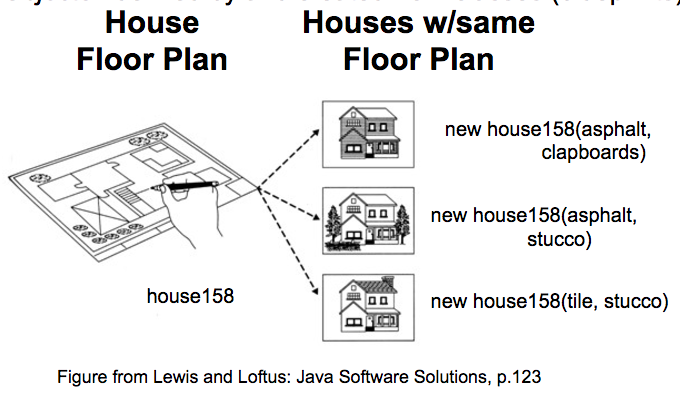 House
Floor Plan
Houses w/same
Floor Plan
new house158(asphalt,
clapboards)
new house158(asphalt,
stucco)
house158
new house158(tile, stucco)
Figure from Lewis and Loftus: Java Software Solutions, p.123